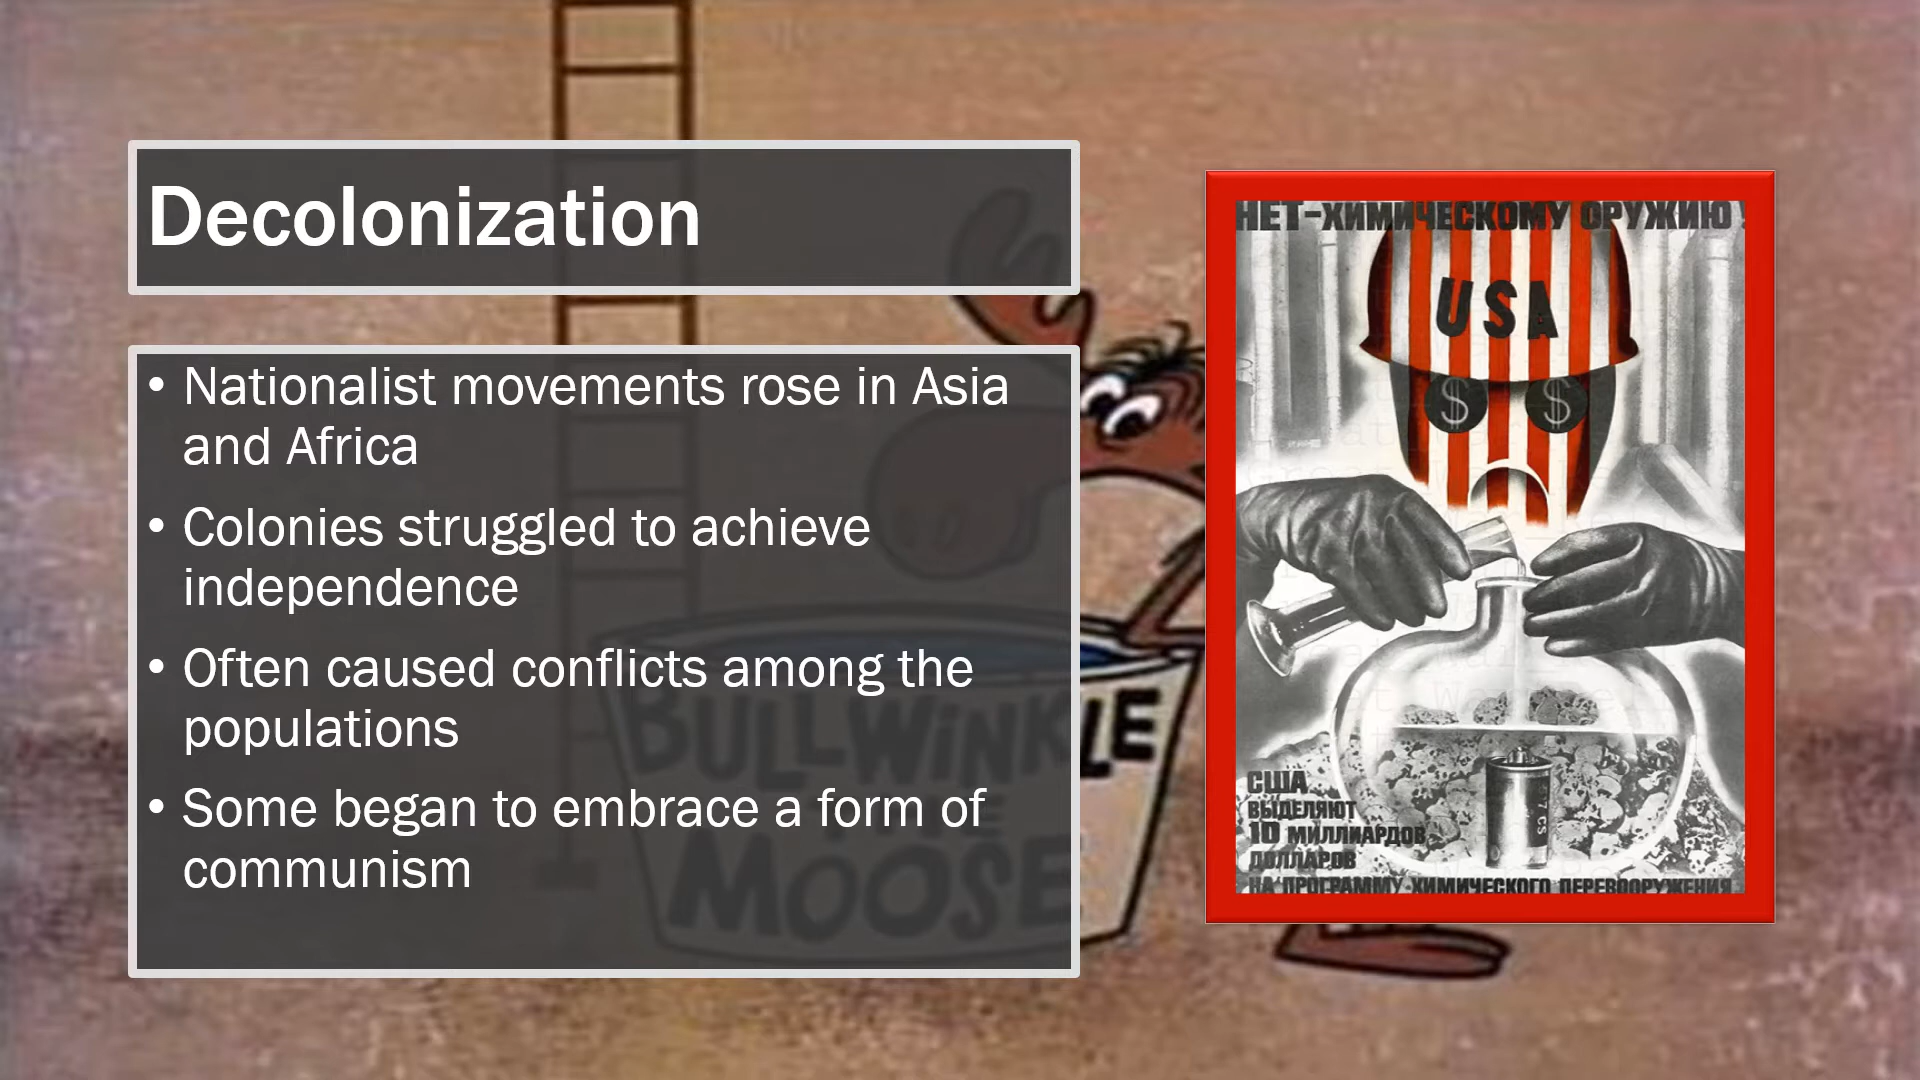 Decolonization
• Nationalist movements rose in Asia
and Africa
• Colonies struggled to achieve
independence
• Often caused conflicts among the
populations
• Some began to embrace a form of
communism
BULLWINKLE
THE
MOOSE
НЕТ-ХИМИЧЕСКОМУ ОРУЖИЮ!
USA
$ $
CS
США
ВЫДЕЛЯЮТ
10 МИЛЛИАРДОВ
ДОЛЛАРОВ
НА ПРОГРАММУ ХИМИЧЕСКОГО ПЕРЕВООРУЖЕНИЯ